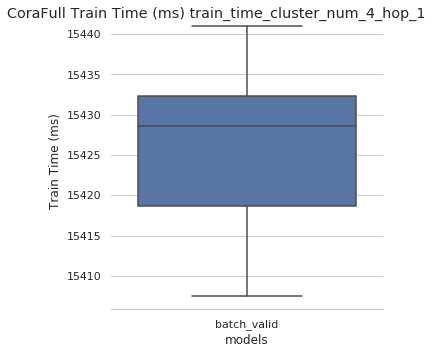 CoraFull Train Time (ms) train_time_cluster_num_4_hop_1
15440
15435
15430
15425
15420
15415
15410
Train Time (ms)
batch_valid
models